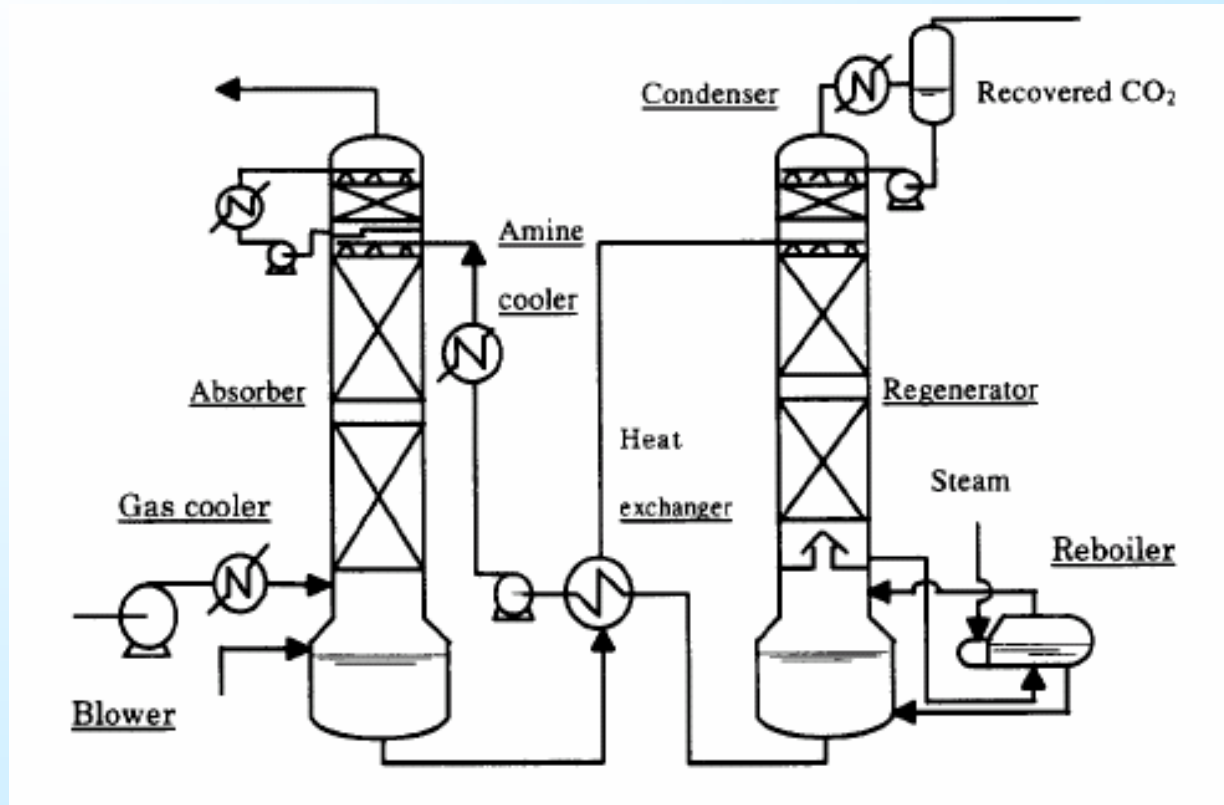 Condenser
Recovered CO₂
Amine
cooler
Absorber
Regenerator
Heat
exchanger
Steam
Gas cooler
Reboiler
Blower